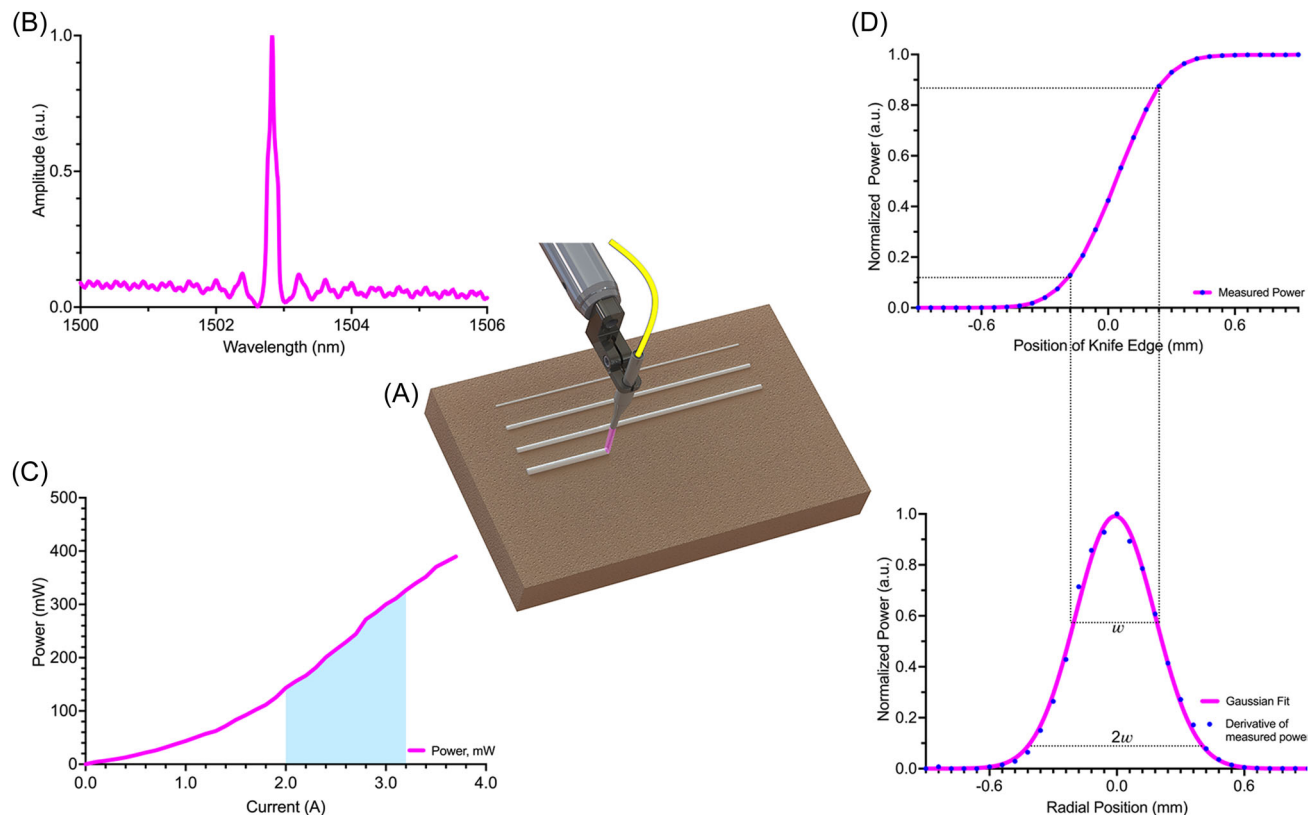 (B)
Amplitude (a.u.)
1.0
0.5
0.0
1500
1502
1504
1506
Wavelength (nm)
(A)
(C)
Power (mW)
500
400
300
200
100
0
0.0
1.0
2.0
3.0
4.0
Current (A)
Power, mW
(D)
Normalized Power (a.u.)
1.0
0.8
0.6
0.4
0.2
0.0
-0.6
0.0
0.6
Position of Knife Edge (mm)
Measured Power
Normalized Power (a.u.)
1.0
0.8
0.6
0.4
0.2
0.0
w
2w
Gaussian Fit
Derivative of
measured power
-0.6
0.0
0.6
Radial Position (mm)